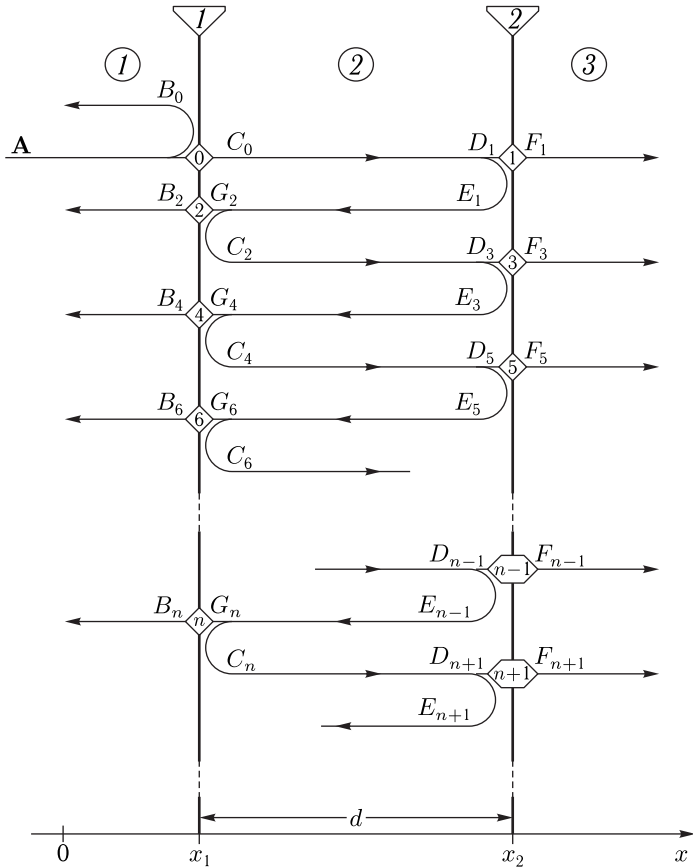 1 2
1 2 3
B₀
A C₀ D₁ F₁
0 1
B₂ G₂ E₁
2
C₂ D₃ F₃
3
B₄ G₄ E₃
4
C₄ D₅ F₅
5
B₆ G₆ E₅
6
C₆
Dₙ₋₁ Fₙ₋₁
n−1
Bₙ Gₙ Eₙ₋₁
n
Cₙ Dₙ₊₁ Fₙ₊₁
n+1
Eₙ₊₁
d
0 x₁ x₂ x